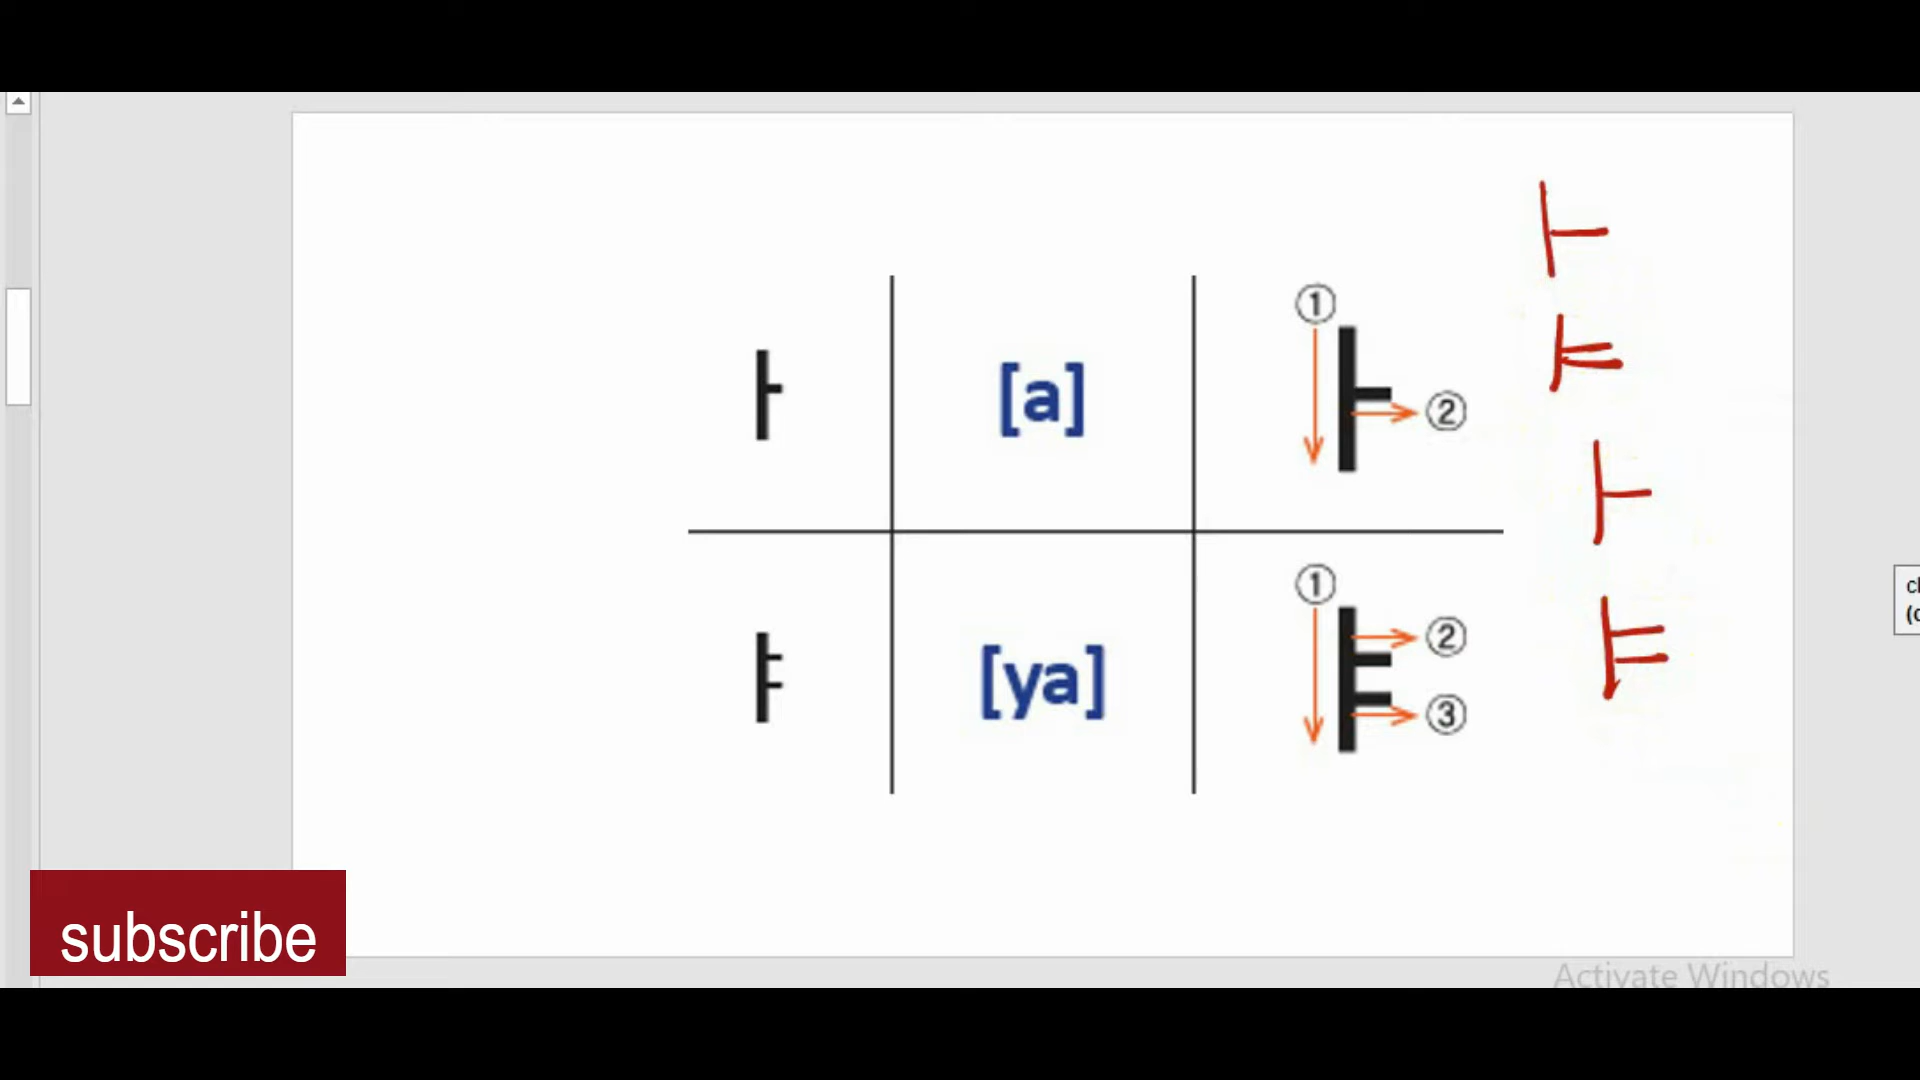 ㅏ [a] ① ②
ㅑ [ya] ① ② ③
ㅏ
ㅑ
ㅏ
ㅑ
subscribe
Activate Windows